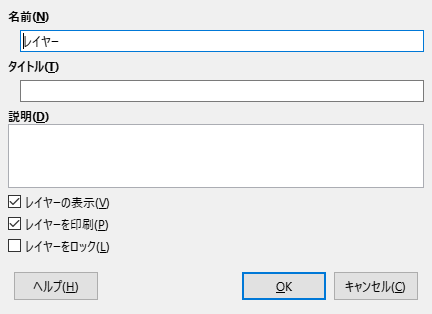 名前(N)
レイヤー
タイトル(T)
説明(D)
レイヤーの表示(V)
レイヤーを印刷(P)
レイヤーをロック(L)
ヘルプ(H) OK キャンセル(C)